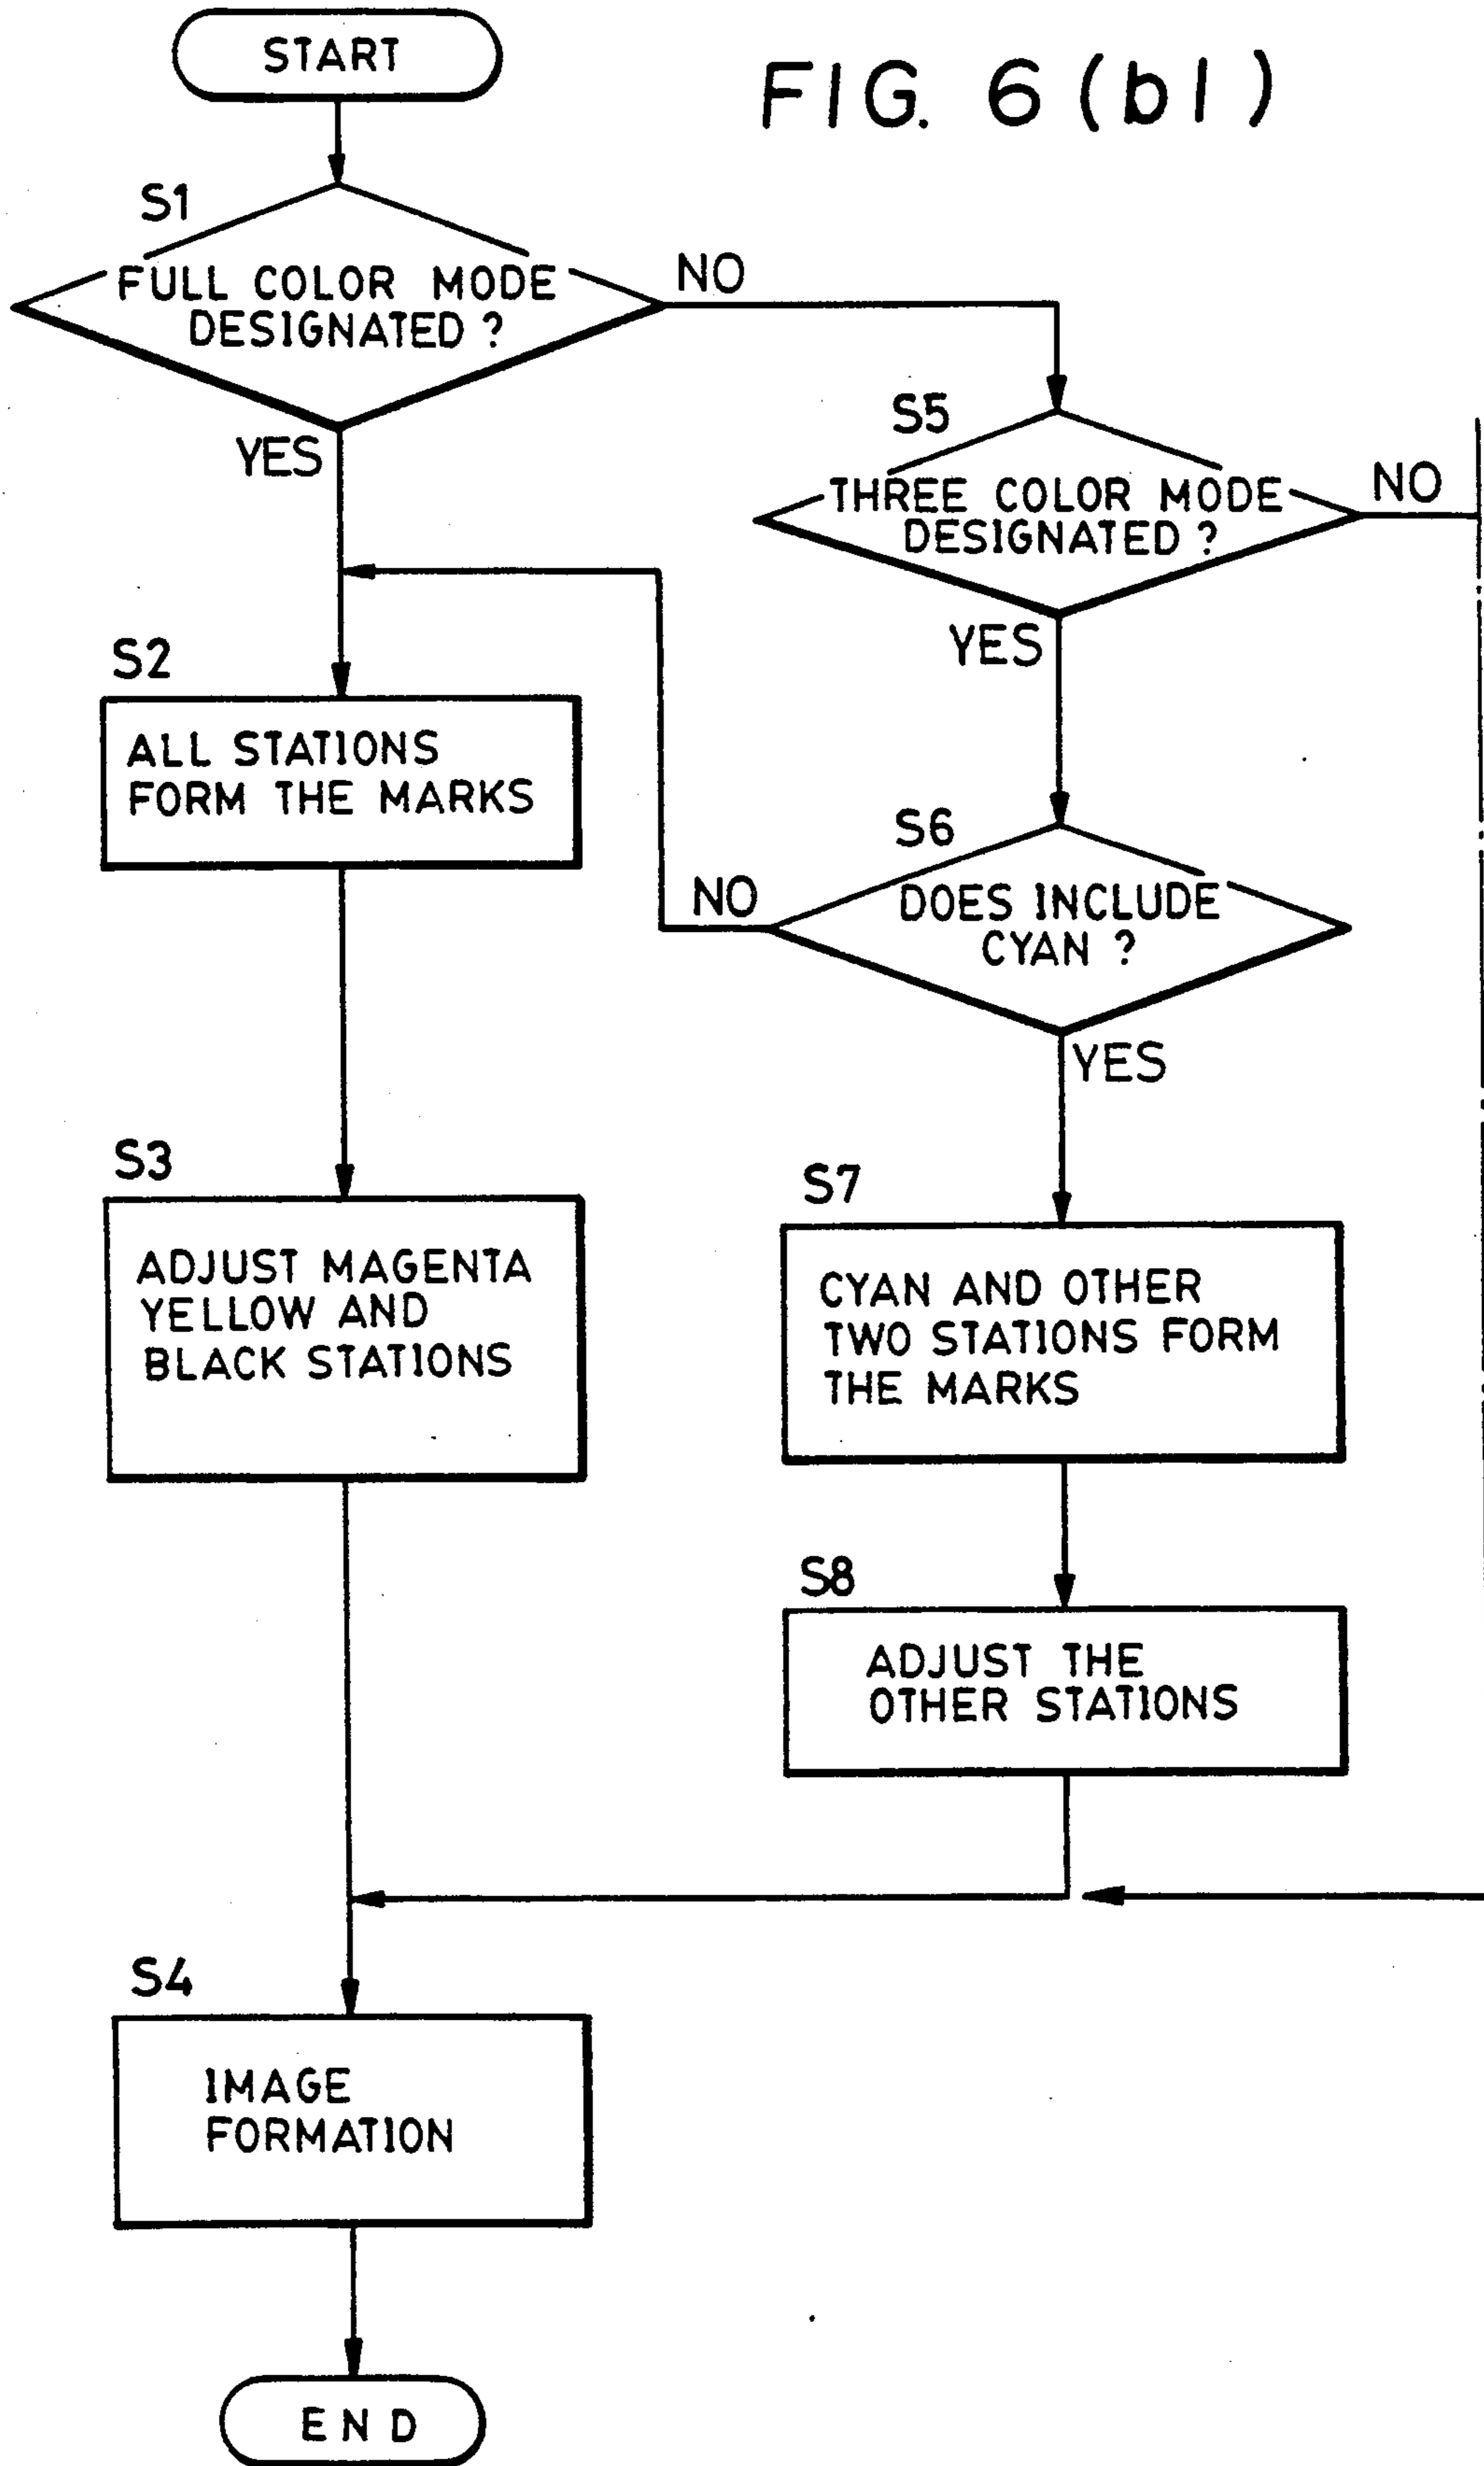 START
FIG. 6 (b1)
S1
FULL COLOR MODE
DESIGNATED ?
NO
YES
S5
THREE COLOR MODE
DESIGNATED ?
NO
YES
S2
ALL STATIONS
FORM THE MARKS
S6
DOES INCLUDE
CYAN ?
NO
YES
S3
ADJUST MAGENTA
YELLOW AND
BLACK STATIONS
S7
CYAN AND OTHER
TWO STATIONS FORM
THE MARKS
S8
ADJUST THE
OTHER STATIONS
S4
IMAGE
FORMATION
END